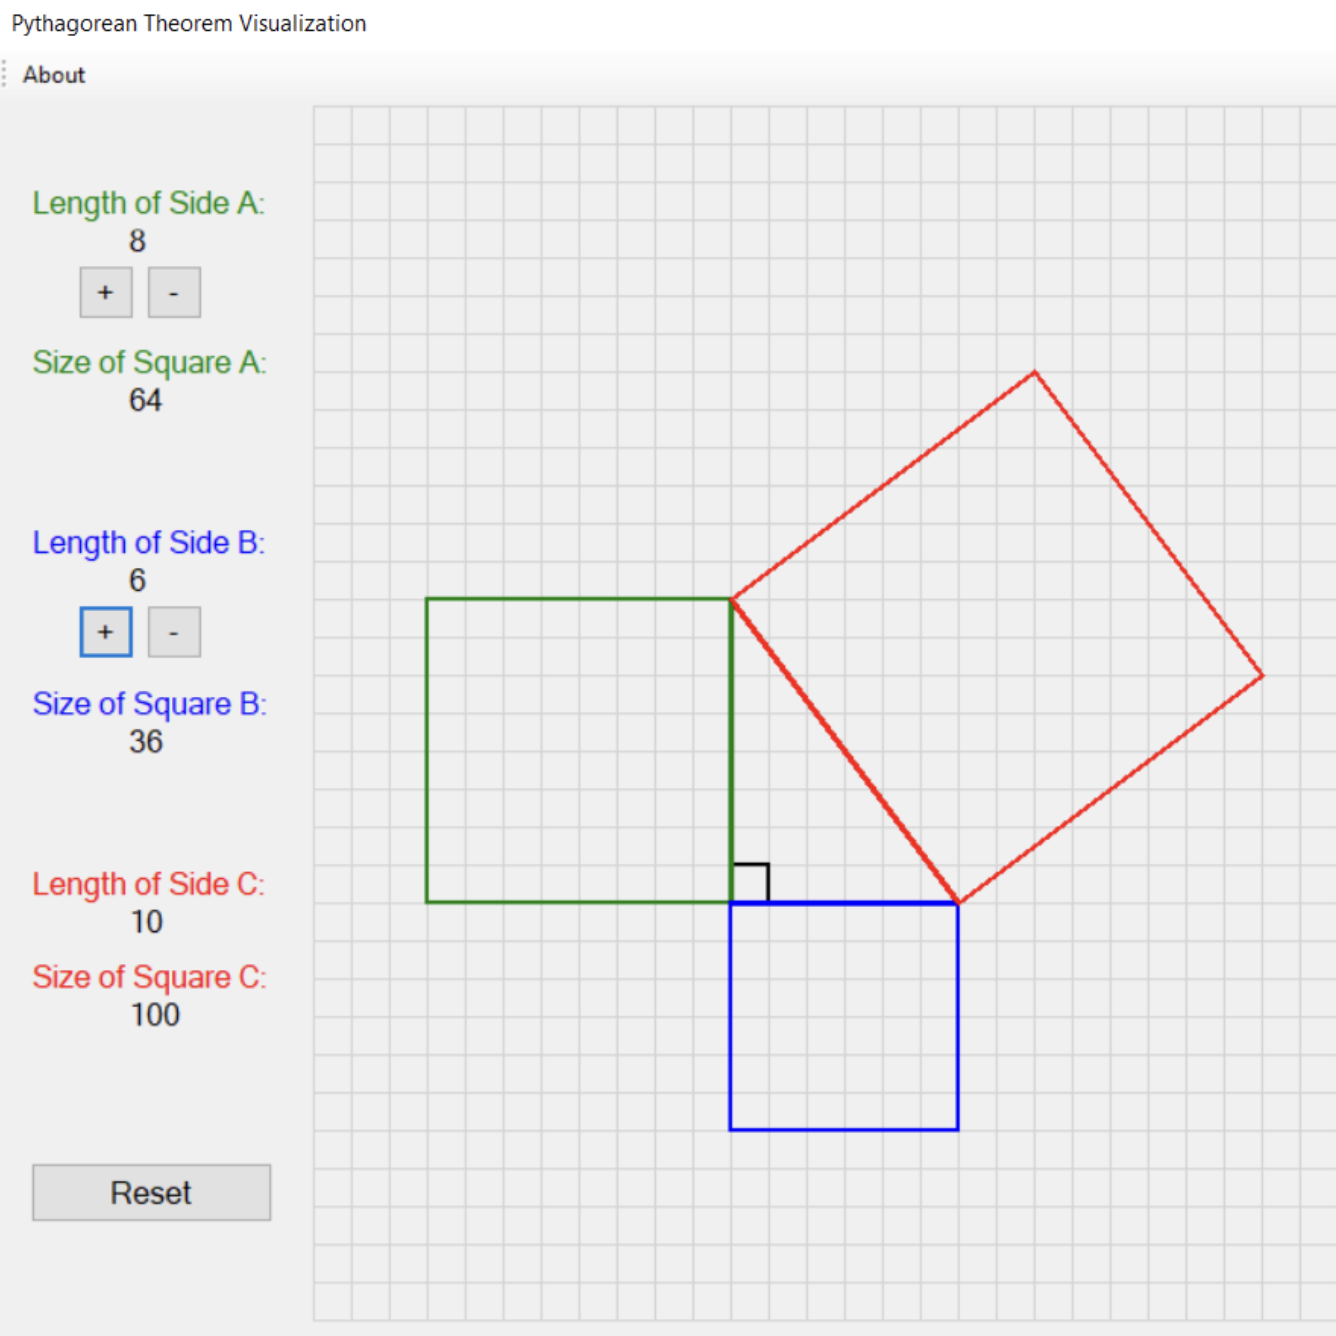 Pythagorean Theorem Visualization
About
Length of Side A:
8
+ -
Size of Square A:
64
Length of Side B:
6
+ -
Size of Square B:
36
Length of Side C:
10
Size of Square C:
100
Reset